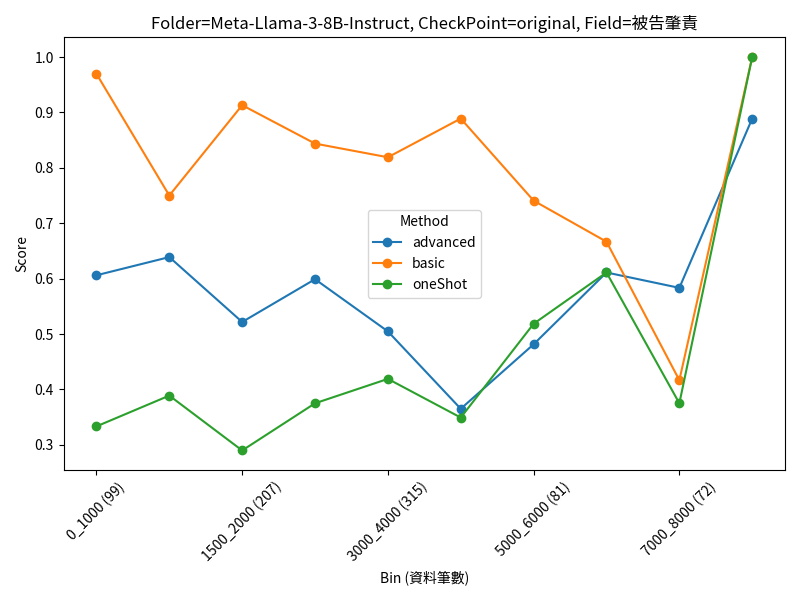 Folder=Meta-Llama-3-8B-Instruct, CheckPoint=original, Field=被告肇責
1.0
0.9
0.8
0.7
0.6
0.5
0.4
0.3
Score
Method
advanced
basic
oneShot
0_1000 (99)
1500_2000 (207)
3000_4000 (315)
5000_6000 (81)
7000_8000 (72)
Bin (資料筆數)